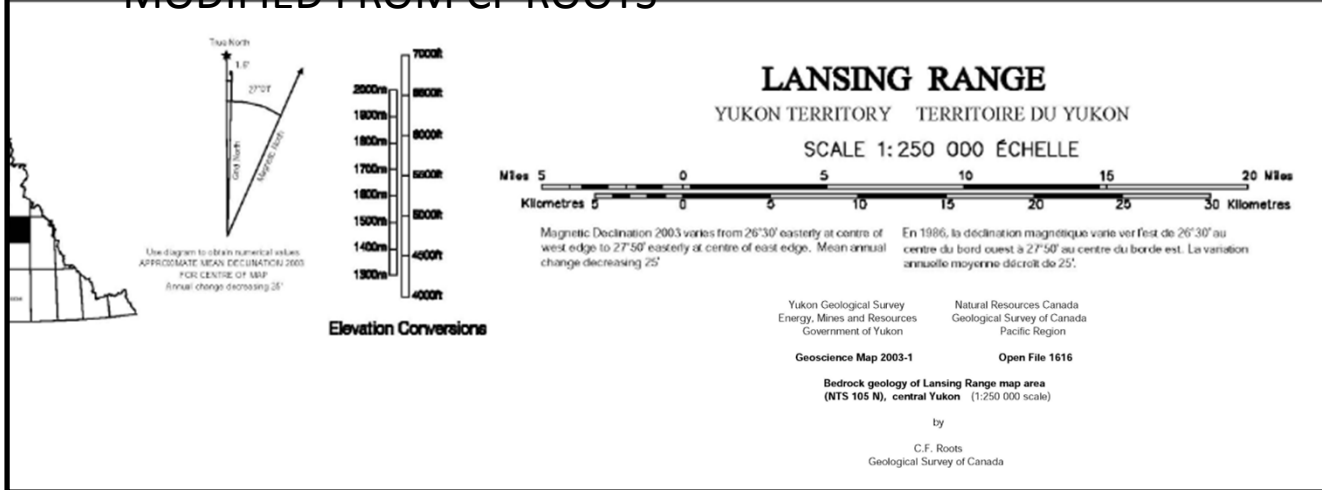 MODIFIED FROM CF ROOTS
True North
1.6°
27°01'
Grid North
Magnetic North
Use diagram to obtain numerical values
APPROXIMATE MEAN DECLINATION 2003
FOR CENTRE OF MAP
Annual change decreasing 25'
7000ft
6500ft
6000ft
5500ft
5000ft
4500ft
4000ft
2000m
1900m
1800m
1700m
1600m
1500m
1400m
1300m
Elevation Conversions
LANSING RANGE
YUKON TERRITORY TERRITOIRE DU YUKON
SCALE 1:250 000 ÉCHELLE
Miles 5 0 5 10 15 20 Miles
Kilometres 5 0 5 10 15 20 25 30 Kilometres
Magnetic Declination 2003 varies from 26°30' easterly at centre of
west edge to 27°50' easterly at centre of east edge. Mean annual
change decreasing 25'
En 1986, la déclination magnétique varie ver l'est de 26°30' au
centre du bord ouest à 27°50' au centre du borde est. La variation
annuelle moyenne décroît de 25'.
Yukon Geological Survey
Energy, Mines and Resources
Government of Yukon
Natural Resources Canada
Geological Survey of Canada
Pacific Region
Geoscience Map 2003-1
Open File 1616
Bedrock geology of Lansing Range map area
(NTS 105 N), central Yukon (1:250 000 scale)
by
C.F. Roots
Geological Survey of Canada